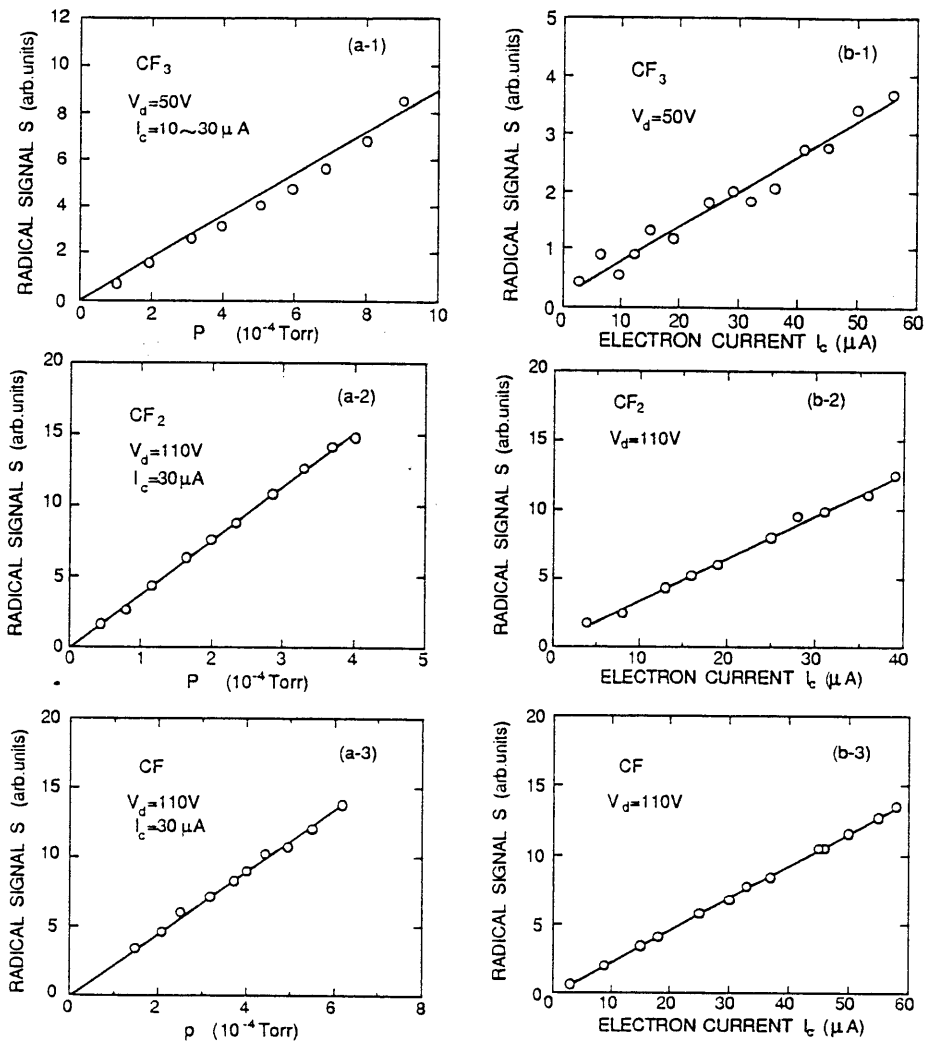 RADICAL SIGNAL S (arb.units)
12
10
8
6
4
2
0
(a-1)
CF3
Vd=50V
Ic=10~30μA
2 4 6 8 10
P (10-4 Torr)
RADICAL SIGNAL S (arb.units)
5
4
3
2
1
0
(b-1)
CF3
Vd=50V
0 10 20 30 40 50 60
ELECTRON CURRENT Ic (μA)
RADICAL SIGNAL S (arb.units)
20
15
10
5
0
(a-2)
CF2
Vd=110V
Ic=30μA
0 1 2 3 4 5
P (10-4 Torr)
RADICAL SIGNAL S (arb.units)
20
15
10
5
0
(b-2)
CF2
Vd=110V
0 10 20 30 40
ELECTRON CURRENT Ic (μA)
RADICAL SIGNAL S (arb.units)
20
15
10
5
0
(a-3)
CF
Vd=110V
Ic=30μA
0 2 4 6 8
p (10-4 Torr)
RADICAL SIGNAL S (arb.units)
20
15
10
5
0
(b-3)
CF
Vd=110V
0 10 20 30 40 50 60
ELECTRON CURRENT Ic (μA)